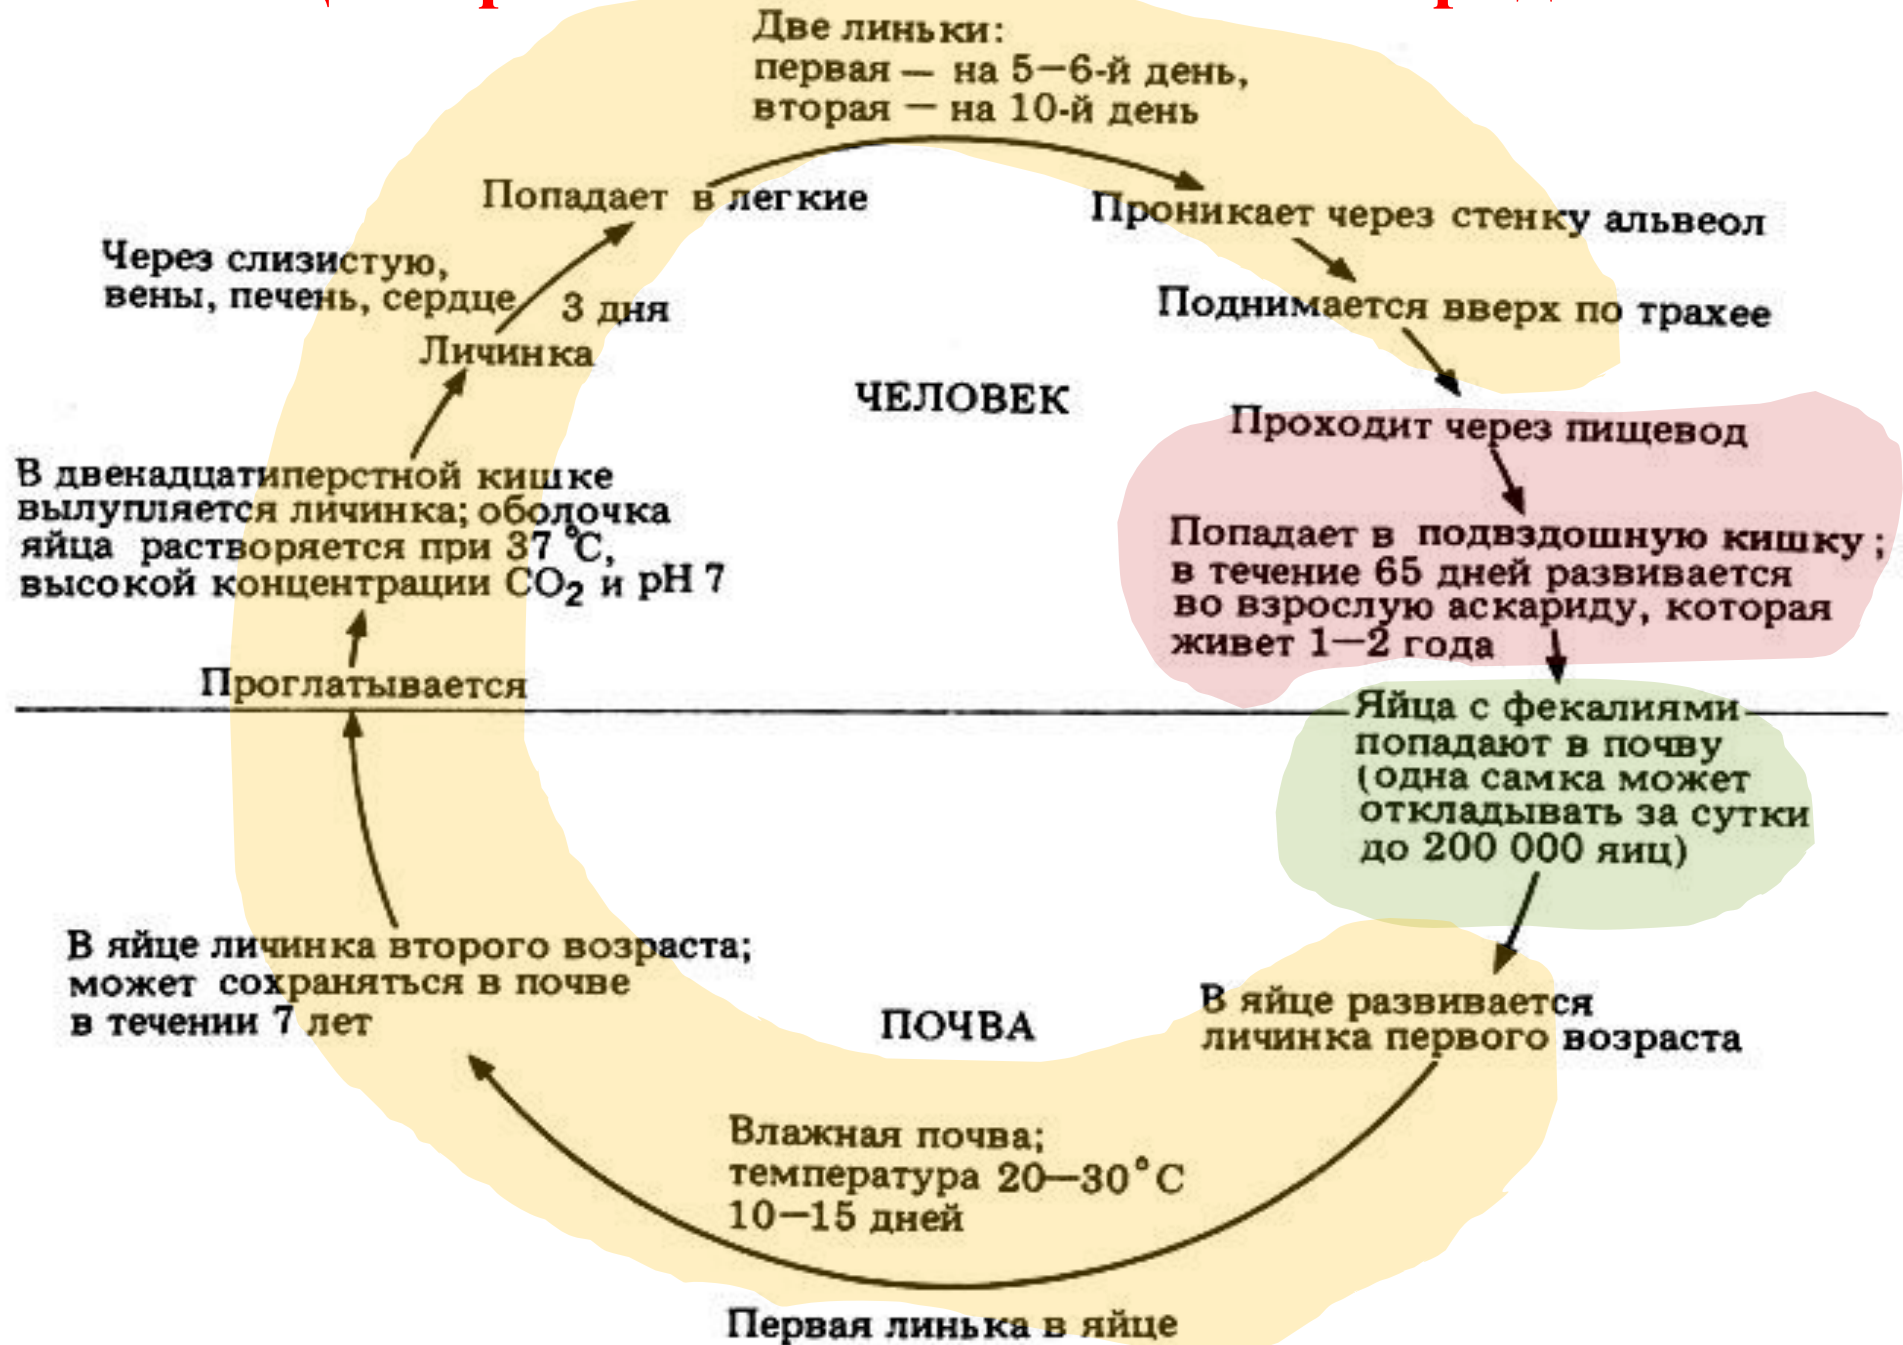 Две линьки:
первая — на 5—6-й день,
вторая — на 10-й день
Попадает в легкие
Проникает через стенку альвеол
Через слизистую,
вены, печень, сердце
3 дня
Поднимается вверх по трахее
Личинка
ЧЕЛОВЕК
Проходит через пищевод
В двенадцатиперстной кишке
вылупляется личинка; оболочка
яйца растворяется при 37 °С,
высокой концентрации CO₂ и pH 7
Попадает в подвздошную кишку;
в течение 65 дней развивается
во взрослую аскариду, которая
живет 1—2 года
Проглатывается
Яйца с фекалиями
попадают в почву
(одна самка может
откладывать за сутки
до 200 000 яиц)
В яйце личинка второго возраста;
может сохраняться в почве
в течении 7 лет
ПОЧВА
В яйце развивается
личинка первого возраста
Влажная почва;
температура 20—30°С
10—15 дней
Первая линька в яйце